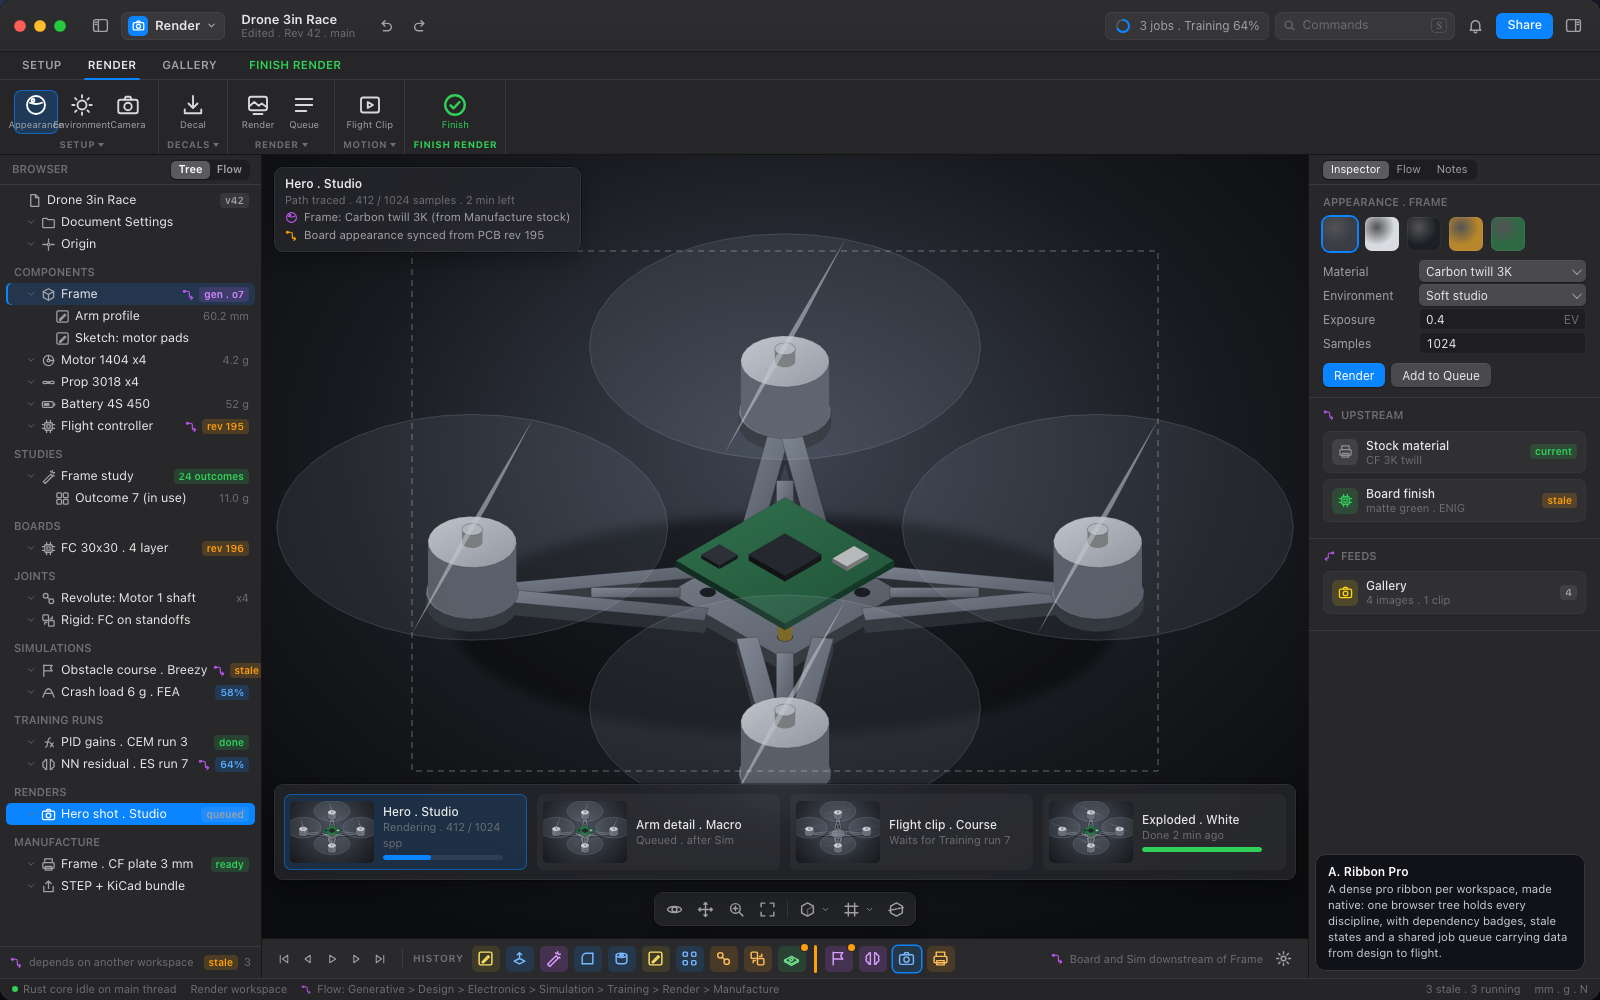 Render
Drone 3in Race
Edited . Rev 42 . main
3 jobs . Training 64%
Commands
S
Share
SETUP
RENDER
GALLERY
FINISH RENDER
Appearance
Environment
Camera
Decal
Render
Queue
Flight Clip
Finish
SETUP
DECALS
RENDER
MOTION
FINISH RENDER
BROWSER
Tree
Flow
Drone 3in Race
v42
Document Settings
Origin
COMPONENTS
Frame
gen . o7
Arm profile
60.2 mm
Sketch: motor pads
Motor 1404 x4
4.2 g
Prop 3018 x4
Battery 4S 450
52 g
Flight controller
rev 195
STUDIES
Frame study
24 outcomes
Outcome 7 (in use)
11.0 g
BOARDS
FC 30x30 . 4 layer
rev 196
JOINTS
Revolute: Motor 1 shaft
x4
Rigid: FC on standoffs
SIMULATIONS
Obstacle course . Breezy
stale
Crash load 6 g . FEA
58%
TRAINING RUNS
PID gains . CEM run 3
done
NN residual . ES run 7
64%
RENDERS
Hero shot . Studio
queued
MANUFACTURE
Frame . CF plate 3 mm
ready
STEP + KiCad bundle
depends on another workspace
stale
3
Hero . Studio
Path traced . 412 / 1024 samples . 2 min left
Frame: Carbon twill 3K (from Manufacture stock)
Board appearance synced from PCB rev 195
Hero . Studio
Rendering . 412 / 1024
spp
Arm detail . Macro
Queued . after Sim
Flight clip . Course
Waits for Training run 7
Exploded . White
Done 2 min ago
HISTORY
Board and Sim downstream of Frame
Inspector
Flow
Notes
APPEARANCE . FRAME
Material
Carbon twill 3K
Environment
Soft studio
Exposure
0.4
EV
Samples
1024
Render
Add to Queue
UPSTREAM
Stock material
CF 3K twill
current
Board finish
matte green . ENIG
stale
FEEDS
Gallery
4 images . 1 clip
4
A. Ribbon Pro
A dense pro ribbon per workspace, made
native: one browser tree holds every
discipline, with dependency badges, stale
states and a shared job queue carrying data
from design to flight.
Rust core idle on main thread
Render workspace
Flow: Generative > Design > Electronics > Simulation > Training > Render > Manufacture
3 stale . 3 running
mm . g . N